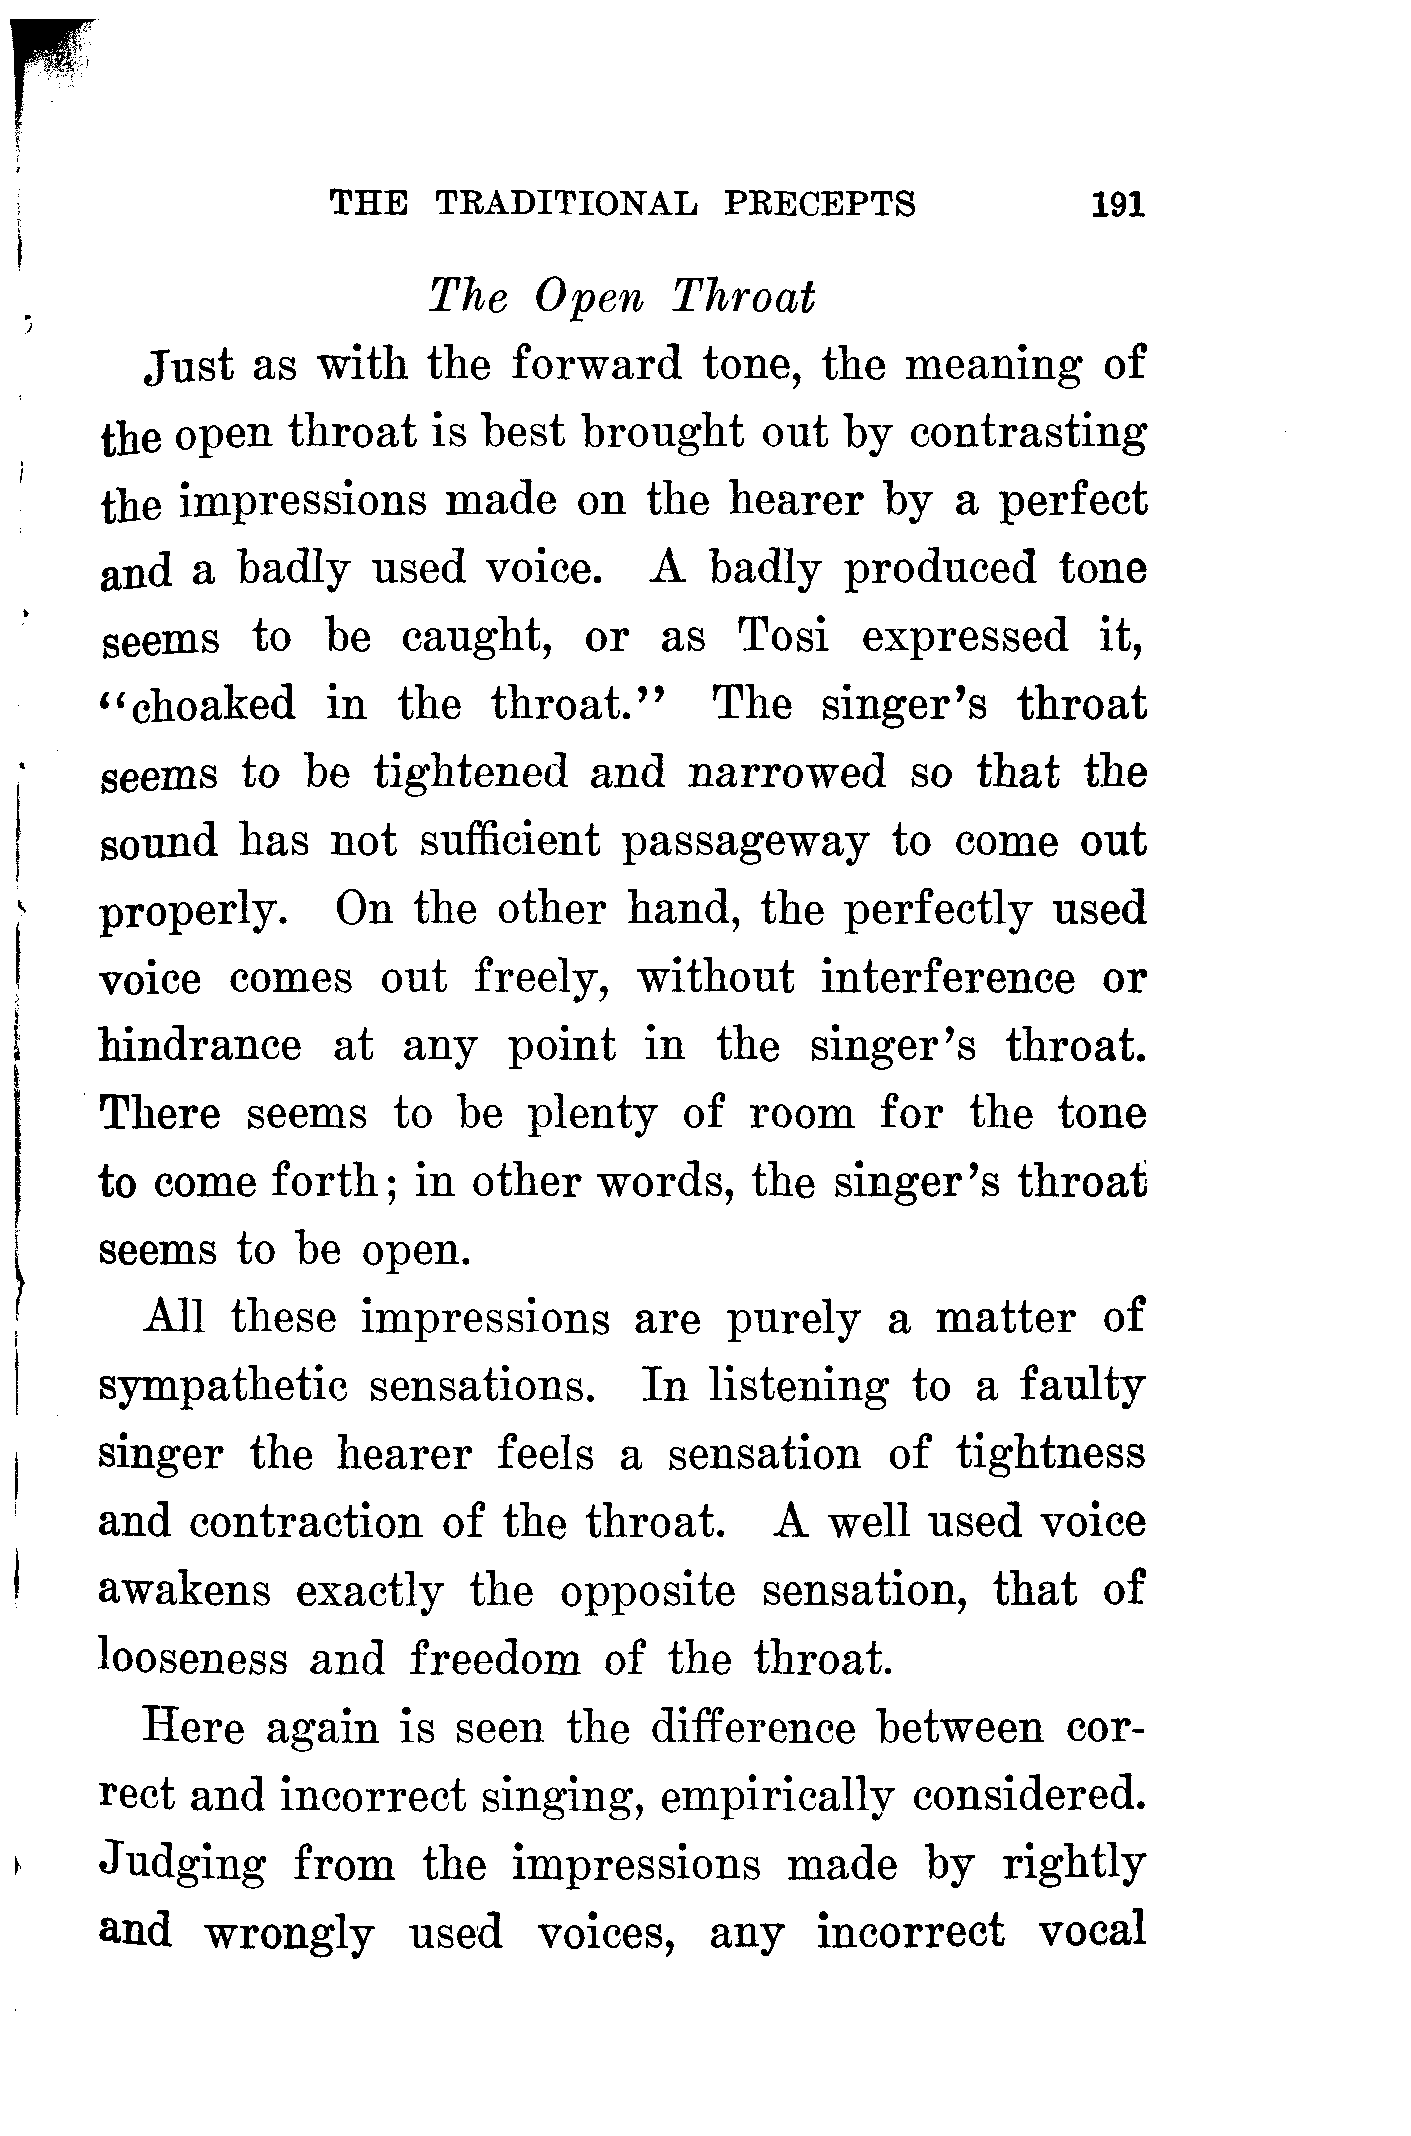 THE TRADITIONAL PRECEPTS 191
The Open Throat
Just as with the forward tone, the meaning of
the open throat is best brought out by contrasting
the impressions made on the hearer by a perfect
and a badly used voice. A badly produced tone
seems to be caught, or as Tosi expressed it,
“choaked in the throat.” The singer’s throat
seems to be tightened and narrowed so that the
sound has not sufficient passageway to come out
properly. On the other hand, the perfectly used
voice comes out freely, without interference or
hindrance at any point in the singer’s throat.
There seems to be plenty of room for the tone
to come forth; in other words, the singer’s throat
seems to be open.
All these impressions are purely a matter of
sympathetic sensations. In listening to a faulty
singer the hearer feels a sensation of tightness
and contraction of the throat. A well used voice
awakens exactly the opposite sensation, that of
looseness and freedom of the throat.
Here again is seen the difference between cor-
rect and incorrect singing, empirically considered.
Judging from the impressions made by rightly
and wrongly used voices, any incorrect vocal